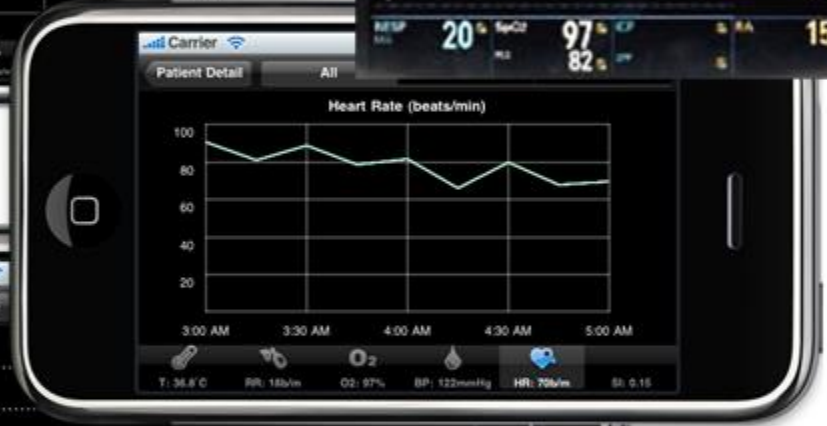 RESP 20 SpO2 97 ICP RA 15
82
Carrier
Patient Detail All
Heart Rate (beats/min)
100
80
60
40
20
3:00 AM 3:30 AM 4:00 AM 4:30 AM 5:00 AM
O2
T: 36.8°C RR: 18b/m O2: 97% BP: 122mmHg HR: 70b/m SI: 0.15